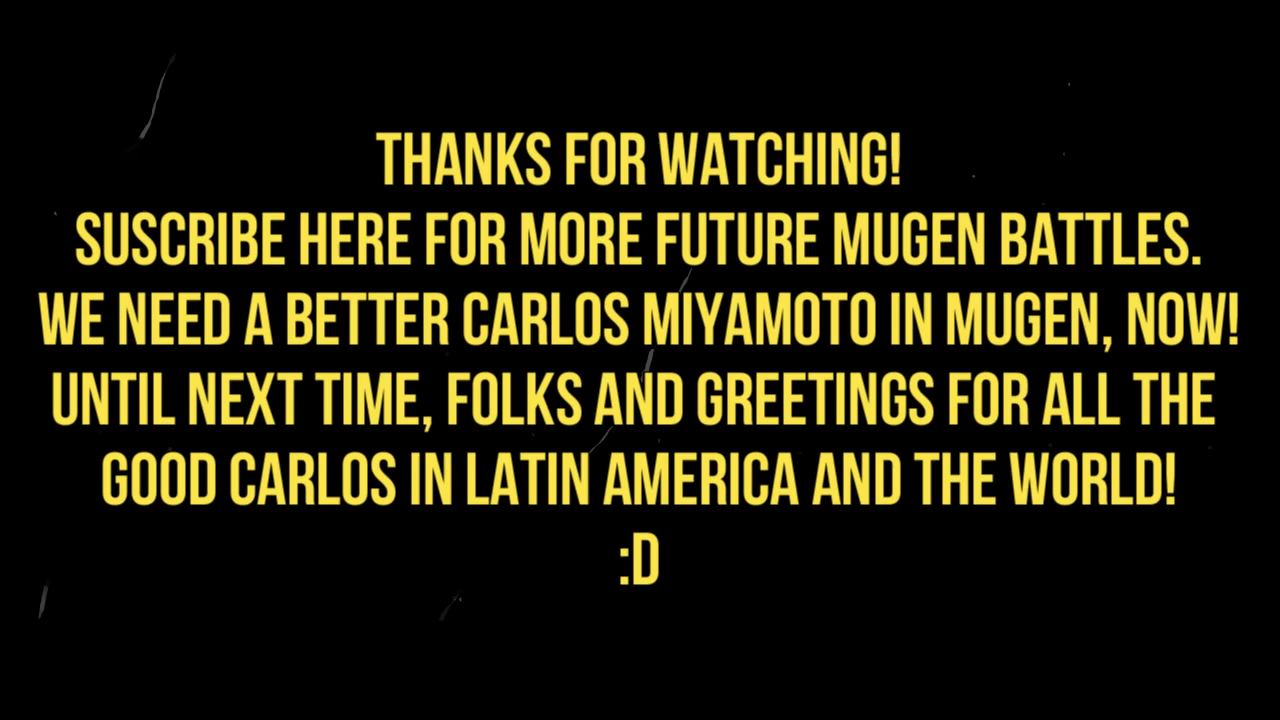 THANKS FOR WATCHING!
SUSCRIBE HERE FOR MORE FUTURE MUGEN BATTLES.
WE NEED A BETTER CARLOS MIYAMOTO IN MUGEN, NOW!
UNTIL NEXT TIME, FOLKS AND GREETINGS FOR ALL THE
GOOD CARLOS IN LATIN AMERICA AND THE WORLD!
:D